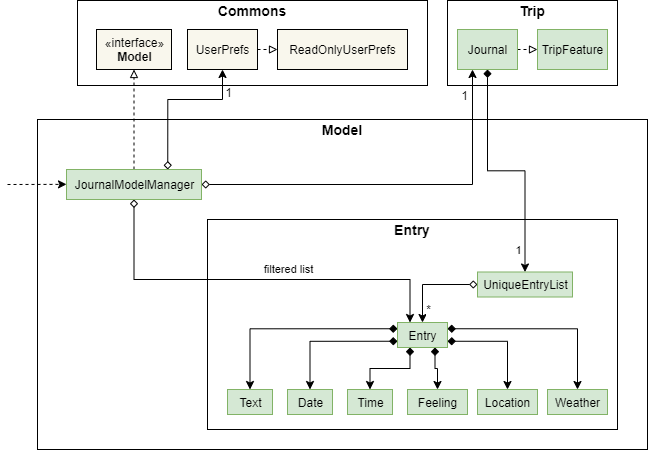 Commons
Trip
«interface»
Model
UserPrefs
ReadOnlyUserPrefs
Journal
TripFeature
1
1
Model
JournalModelManager
Entry
1
filtered list
UniqueEntryList
*
Entry
Text
Date
Time
Feeling
Location
Weather